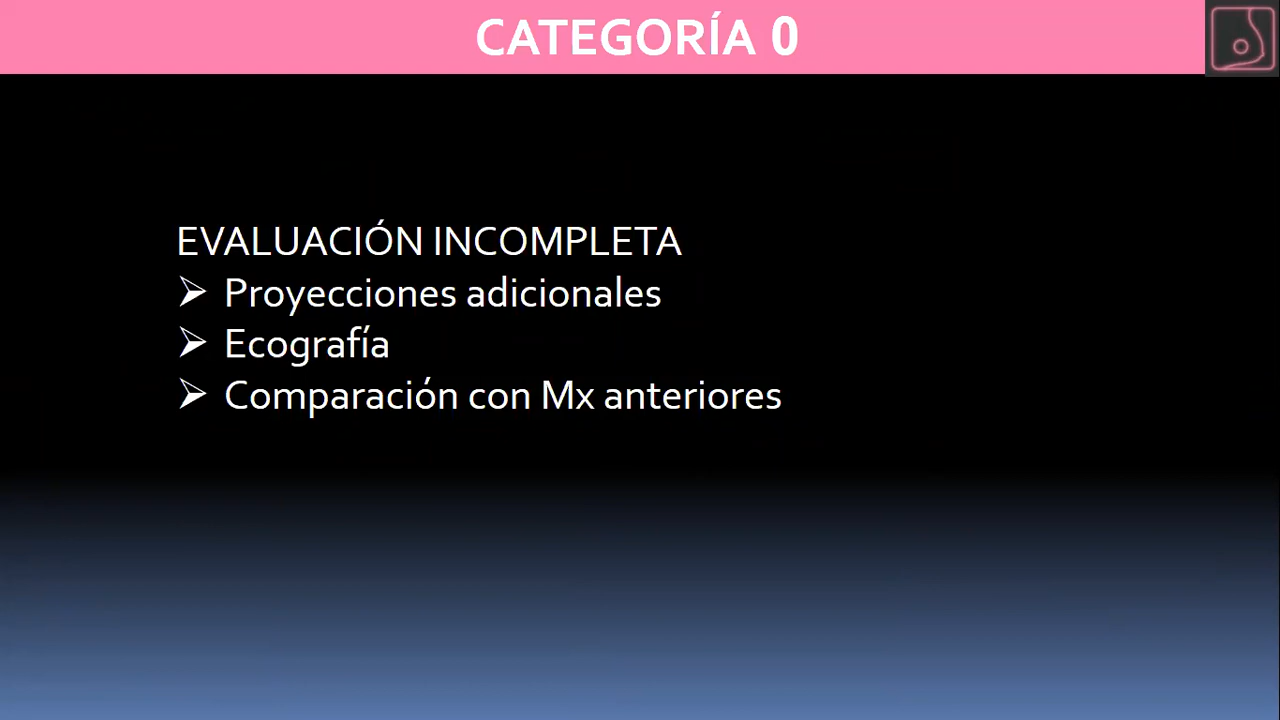 CATEGORÍA 0
EVALUACIÓN INCOMPLETA
➢ Proyecciones adicionales
➢ Ecografía
➢ Comparación con Mx anteriores